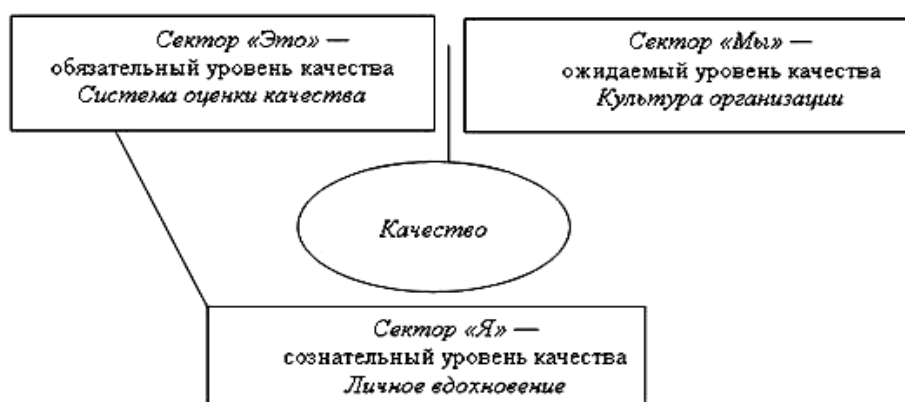 Сектор «Это» —
обязательный уровень качества
Система оценки качества
Сектор «Мы» —
ожидаемый уровень качества
Культура организации
Качество
Сектор «Я» —
сознательный уровень качества
Личное вдохновение